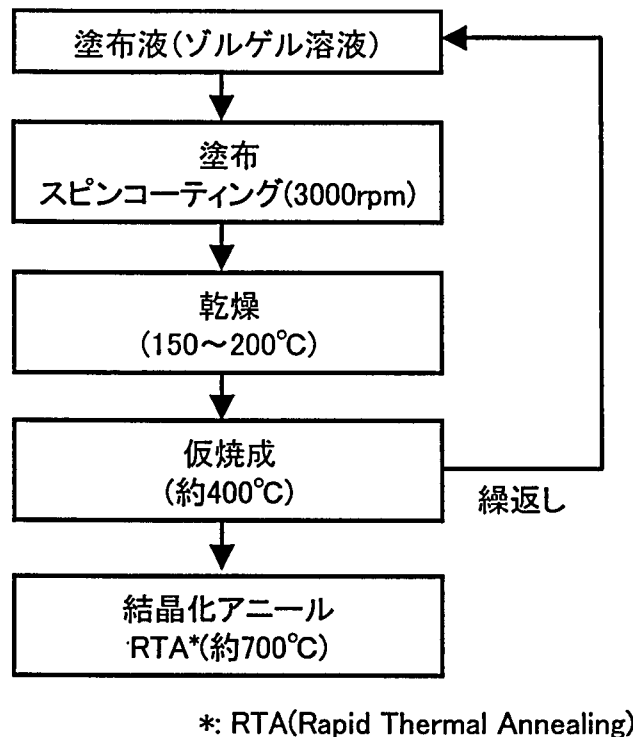 塗布液(ゾルゲル溶液)
塗布
スピンコーティング(3000rpm)
乾燥
(150～200℃)
仮焼成
(約400℃)
繰返し
結晶化アニール
RTA*(約700℃)
*: RTA(Rapid Thermal Annealing)